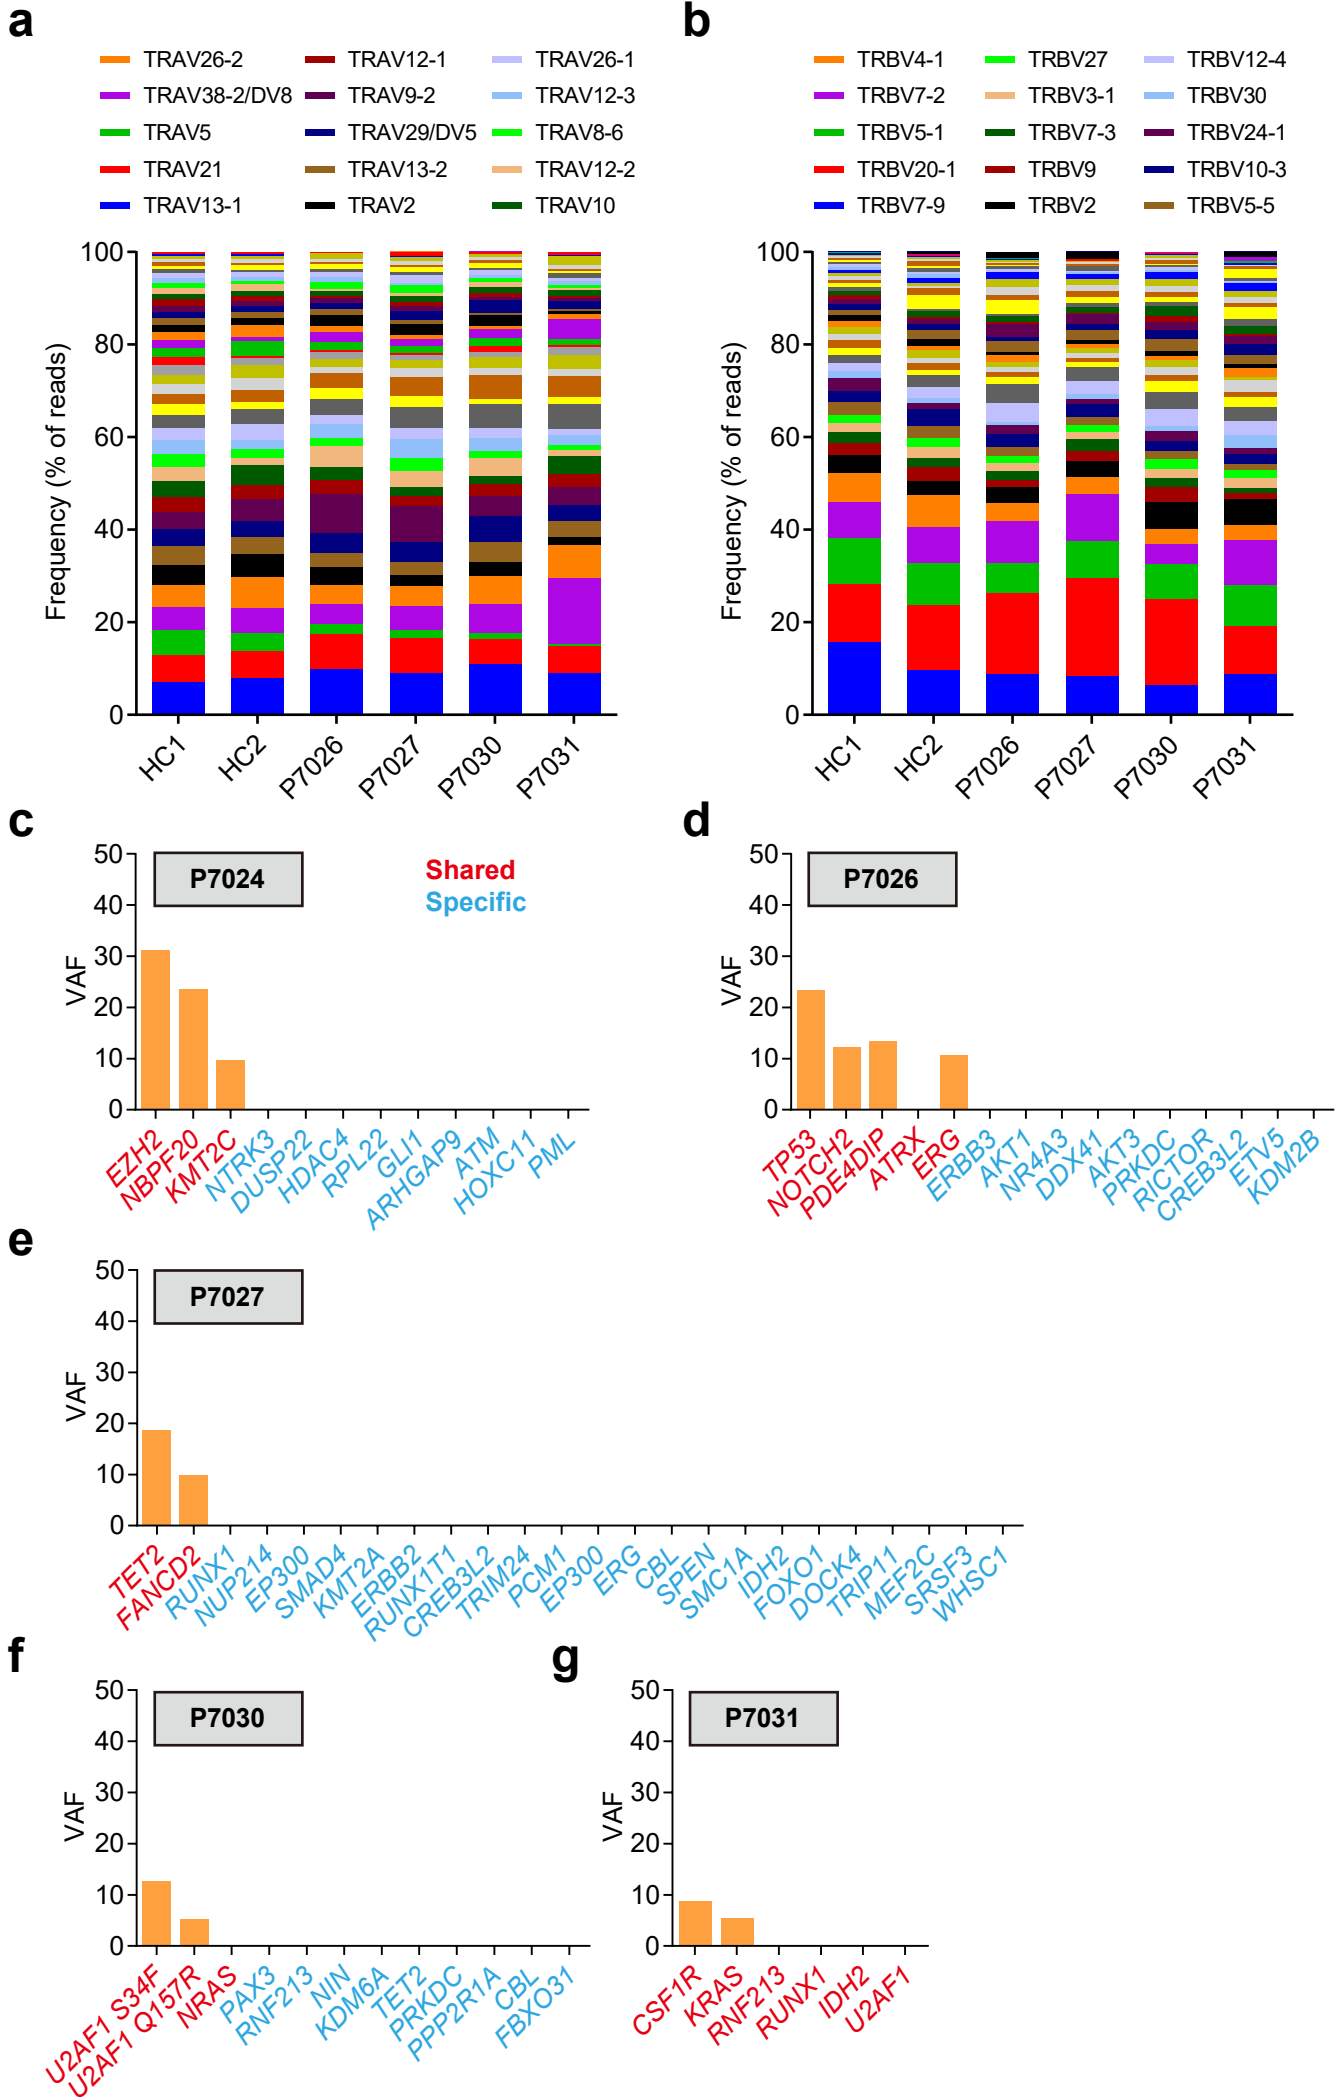 a
TRAV26-2 TRAV12-1 TRAV26-1
TRAV38-2/DV8 TRAV9-2 TRAV12-3
TRAV5 TRAV29/DV5 TRAV8-6
TRAV21 TRAV13-2 TRAV12-2
TRAV13-1 TRAV2 TRAV10
Frequency (% of reads)
100
80
60
40
20
0
HC1 HC2 P7026 P7027 P7030 P7031
b
TRBV4-1 TRBV27 TRBV12-4
TRBV7-2 TRBV3-1 TRBV30
TRBV5-1 TRBV7-3 TRBV24-1
TRBV20-1 TRBV9 TRBV10-3
TRBV7-9 TRBV2 TRBV5-5
Frequency (% of reads)
100
80
60
40
20
0
HC1 HC2 P7026 P7027 P7030 P7031
c
P7024
Shared
Specific
VAF
50
40
30
20
10
0
EZH2 NBPF20 KMT2C NTRK3 DUSP22 HDAC4 RPL22 GLI1 ARHGAP9 ATM HOXC11 PML
d
P7026
VAF
50
40
30
20
10
0
TP53 NOTCH2 PDE4DIP ATRX ERG ERBB3 AKT1 NR4A3 DDX41 AKT3 PRKDC RICTOR CREB3L2 ETV5 KDM2B
e
P7027
VAF
50
40
30
20
10
0
TET2 FANCD2 RUNX1 NUP214 EP300 SMAD4 KMT2A ERBB2 RUNX1T1 CREB3L2 TRIM24 PCM1 EP300 ERG CBL SPEN SMC1A IDH2 FOXO1 DOCK4 TRIP11 MEF2C SRSF3 WHSC1
f
P7030
VAF
50
40
30
20
10
0
U2AF1 S34F U2AF1 Q157R NRAS PAX3 RNF213 NIN KDM6A TET2 PRKDC PPP2R1A CBL FBXO31
g
P7031
VAF
50
40
30
20
10
0
CSF1R KRAS RNF213 RUNX1 IDH2 U2AF1